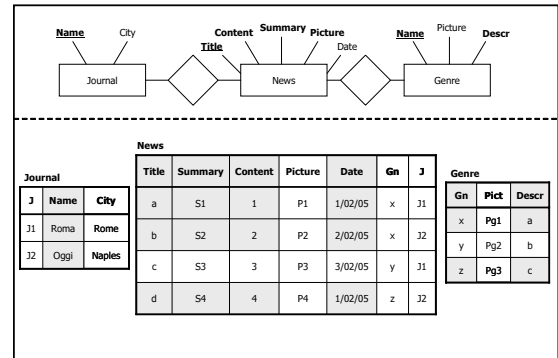 Name City Content Summary Picture Name Picture Descr
Title Date
Journal News Genre
News
Title Summary Content Picture Date Gn J
a S1 1 P1 1/02/05 x J1
b S2 2 P2 2/02/05 x J2
c S3 3 P3 3/02/05 y J1
d S4 4 P4 1/02/05 z J2
Journal
J Name City
J1 Roma Rome
J2 Oggi Naples
Genre
Gn Pict Descr
x Pg1 a
y Pg2 b
z Pg3 c